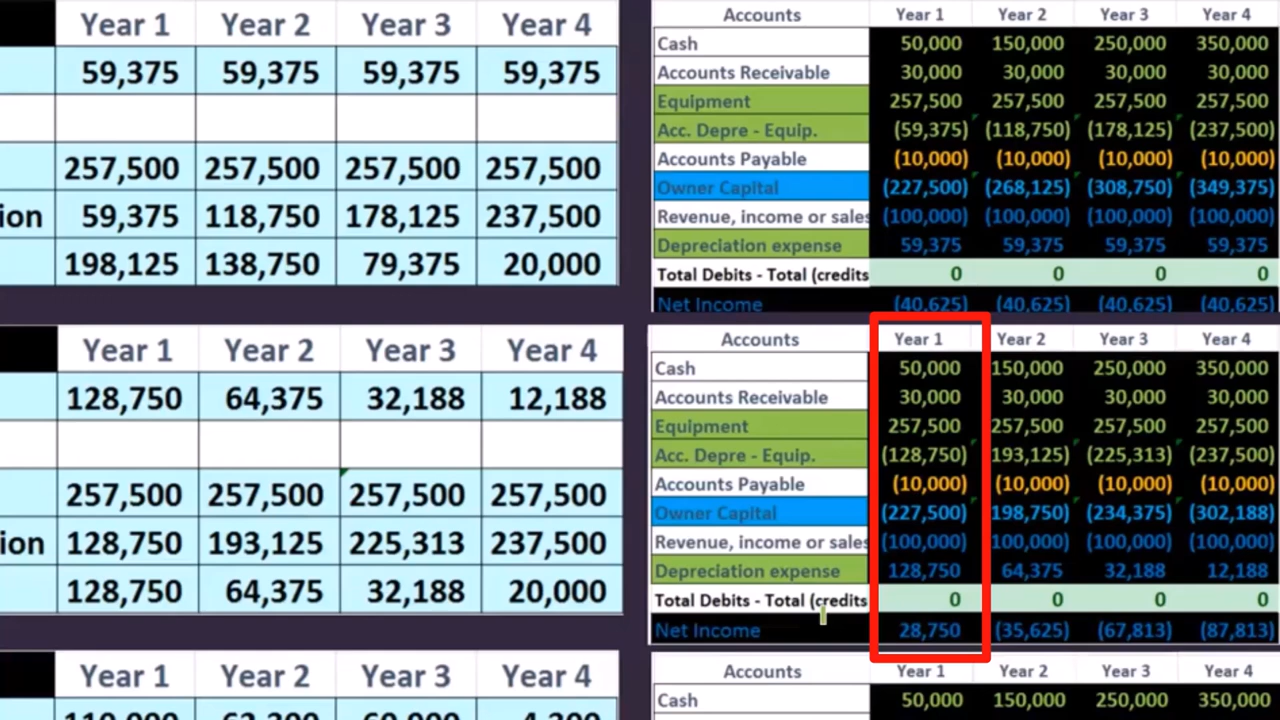 Year 1 Year 2 Year 3 Year 4
59,375 59,375 59,375 59,375
257,500 257,500 257,500 257,500
ion 59,375 118,750 178,125 237,500
198,125 138,750 79,375 20,000
Accounts Year 1 Year 2 Year 3 Year 4
Cash 50,000 150,000 250,000 350,000
Accounts Receivable 30,000 30,000 30,000 30,000
Equipment 257,500 257,500 257,500 257,500
Acc. Depre - Equip. (59,375) (118,750) (178,125) (237,500)
Accounts Payable (10,000) (10,000) (10,000) (10,000)
Owner Capital (227,500) (268,125) (308,750) (349,375)
Revenue, income or sales (100,000) (100,000) (100,000) (100,000)
Depreciation expense 59,375 59,375 59,375 59,375
Total Debits - Total (credits 0 0 0 0
Net Income (40,625) (40,625) (40,625) (40,625)
Year 1 Year 2 Year 3 Year 4
128,750 64,375 32,188 12,188
257,500 257,500 257,500 257,500
ion 128,750 193,125 225,313 237,500
128,750 64,375 32,188 20,000
Accounts Year 1 Year 2 Year 3 Year 4
Cash 50,000 150,000 250,000 350,000
Accounts Receivable 30,000 30,000 30,000 30,000
Equipment 257,500 257,500 257,500 257,500
Acc. Depre - Equip. (128,750) 193,125) (225,313) (237,500)
Accounts Payable (10,000) (10,000) (10,000) (10,000)
Owner Capital (227,500) 198,750) (234,375) (302,188)
Revenue, income or sales (100,000) 100,000) (100,000) (100,000)
Depreciation expense 128,750 64,375 32,188 12,188
Total Debits - Total (credits 0 0 0 0
Net Income 28,750 (35,625) (67,813) (87,813)
Year 1 Year 2 Year 3 Year 4
Accounts Year 1 Year 2 Year 3 Year 4
Cash 50,000 150,000 250,000 350,000